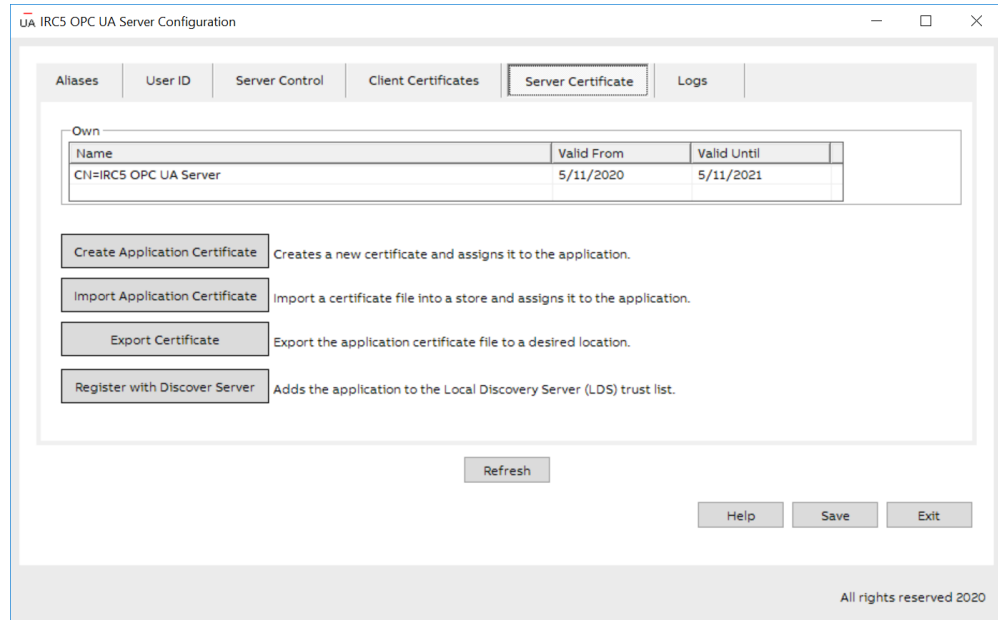 UA IRC5 OPC UA Server Configuration
Aliases User ID Server Control Client Certificates Server Certificate Logs
Own
Name Valid From Valid Until
CN=IRC5 OPC UA Server 5/11/2020 5/11/2021
Create Application Certificate Creates a new certificate and assigns it to the application.
Import Application Certificate Import a certificate file into a store and assigns it to the application.
Export Certificate Export the application certificate file to a desired location.
Register with Discover Server Adds the application to the Local Discovery Server (LDS) trust list.
Refresh
Help Save Exit
All rights reserved 2020